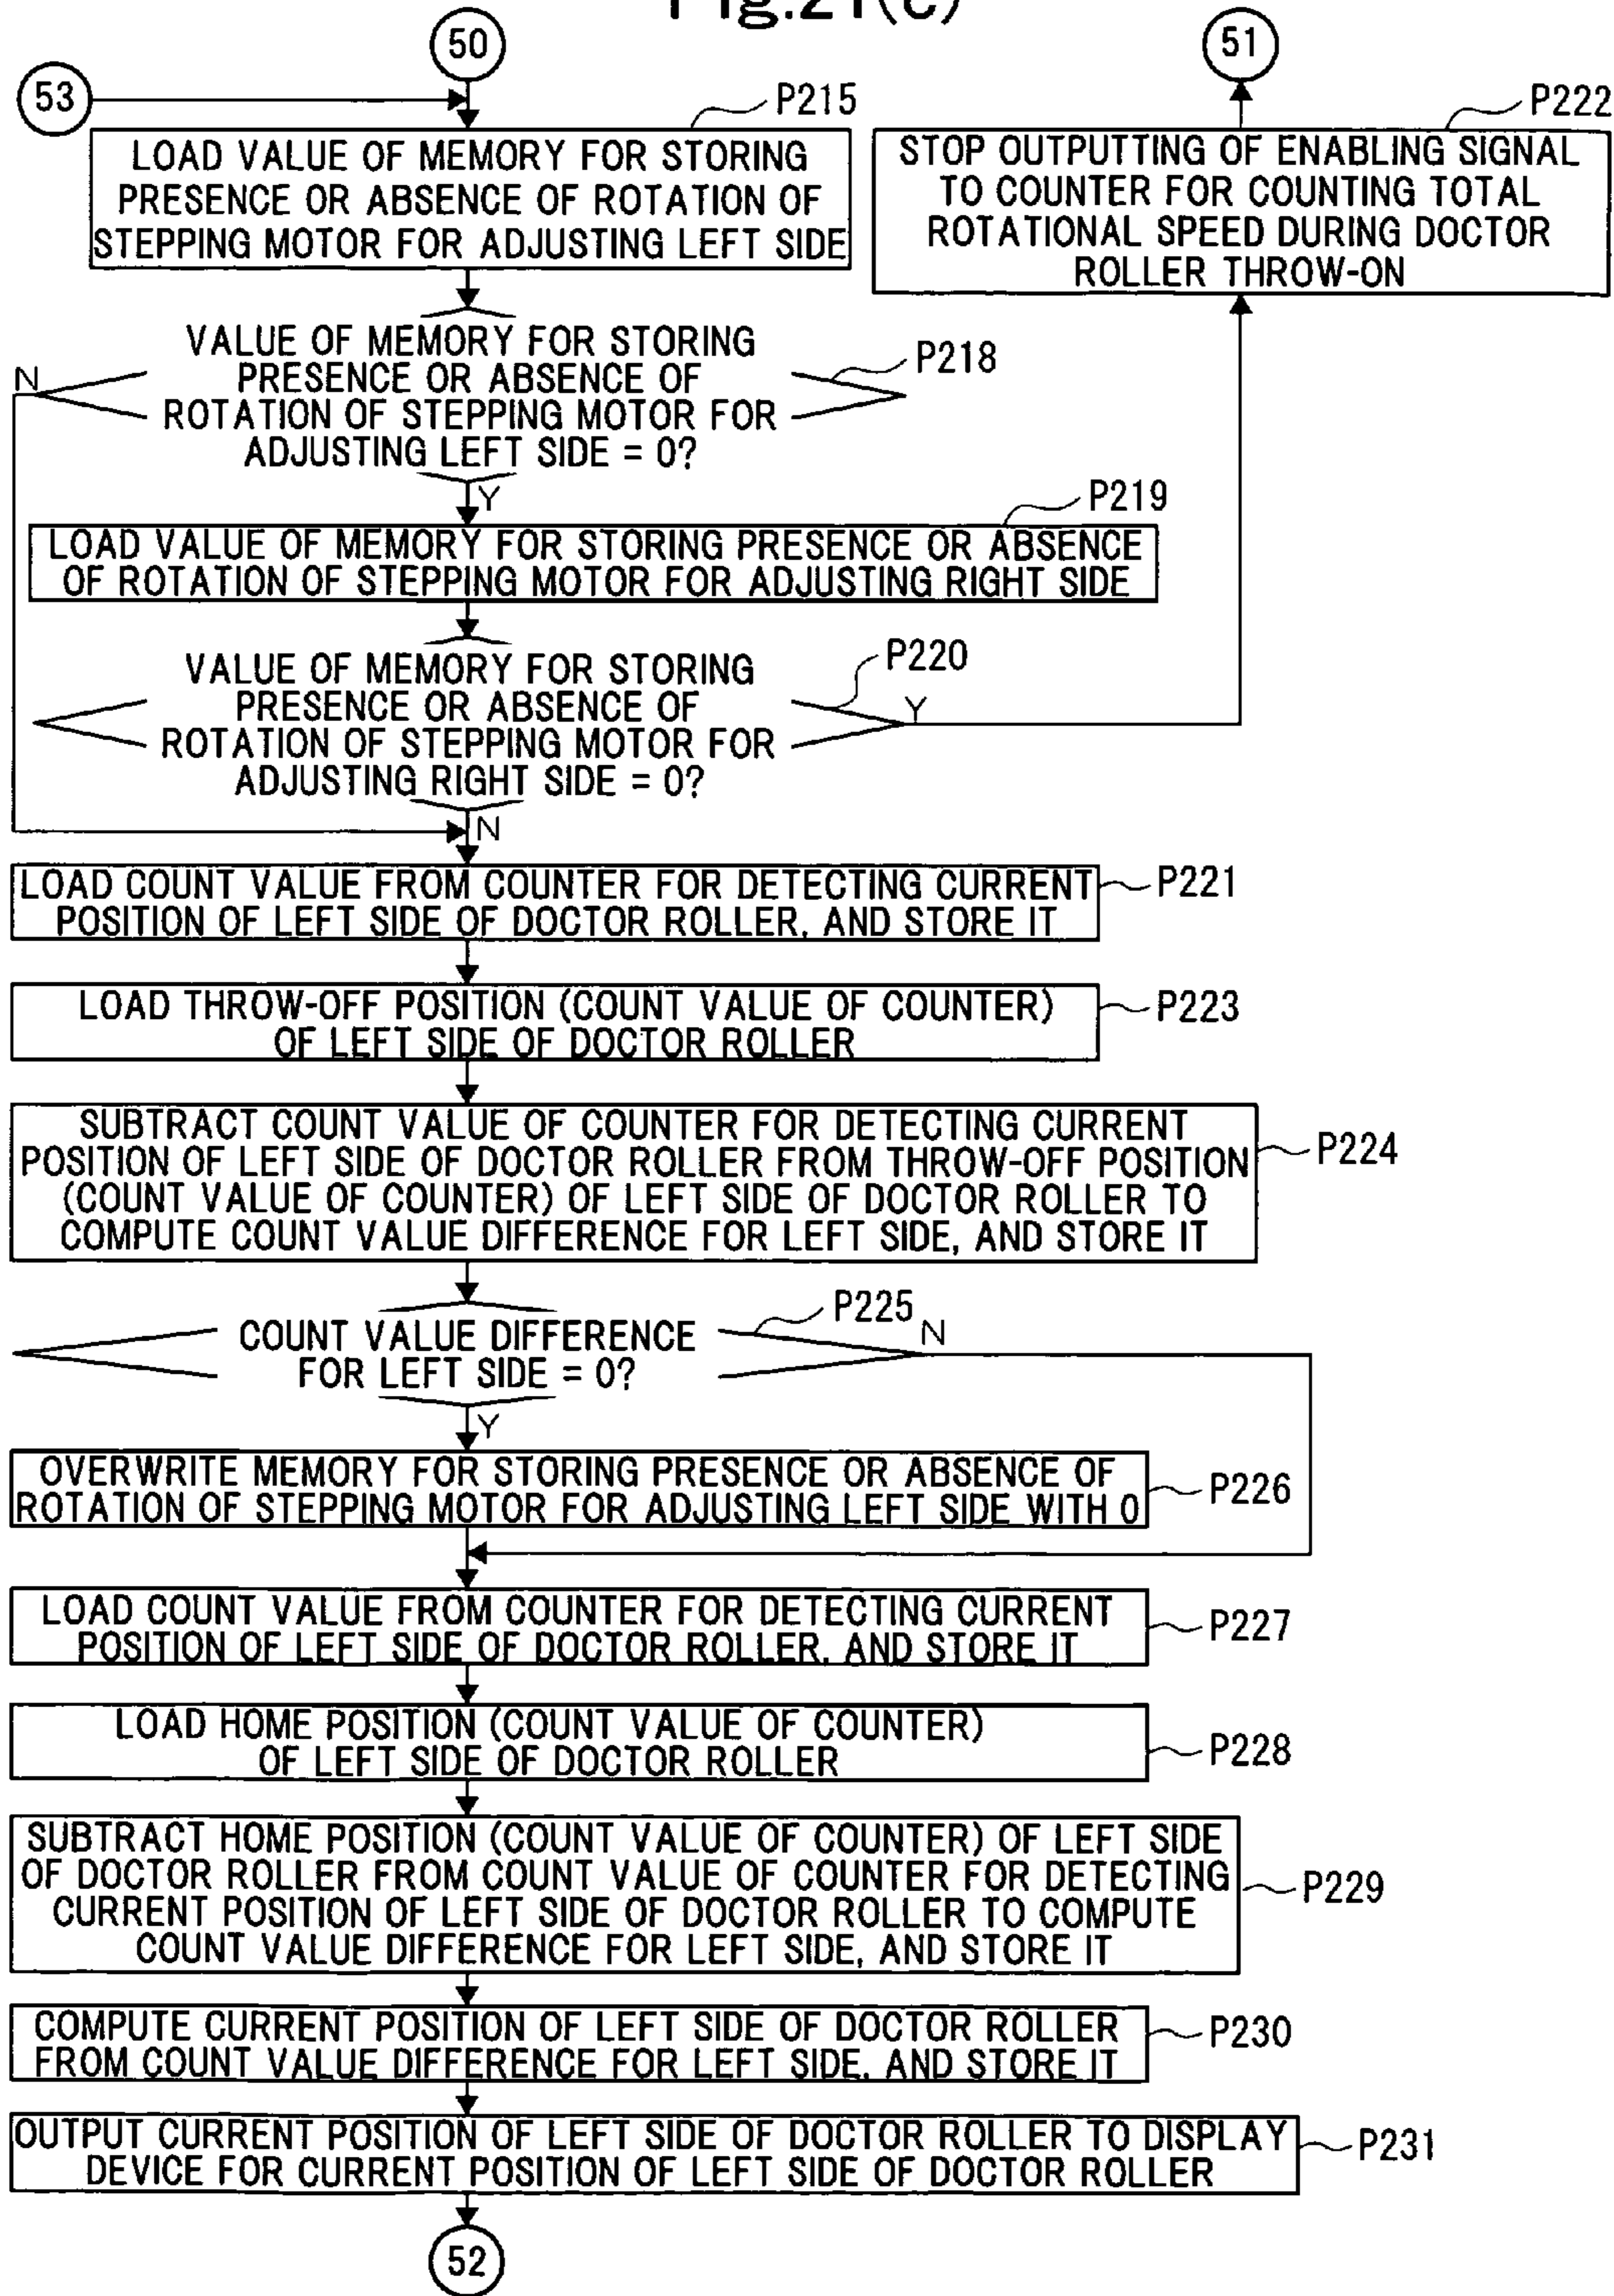 Fig.21(c)
50
51
53
P215
P222
LOAD VALUE OF MEMORY FOR STORING
PRESENCE OR ABSENCE OF ROTATION OF
STEPPING MOTOR FOR ADJUSTING LEFT SIDE
STOP OUTPUTTING OF ENABLING SIGNAL
TO COUNTER FOR COUNTING TOTAL
ROTATIONAL SPEED DURING DOCTOR
ROLLER THROW-ON
VALUE OF MEMORY FOR STORING
PRESENCE OR ABSENCE OF
ROTATION OF STEPPING MOTOR FOR
ADJUSTING LEFT SIDE = 0?
P218
N
Y
P219
LOAD VALUE OF MEMORY FOR STORING PRESENCE OR ABSENCE
OF ROTATION OF STEPPING MOTOR FOR ADJUSTING RIGHT SIDE
VALUE OF MEMORY FOR STORING
PRESENCE OR ABSENCE OF
ROTATION OF STEPPING MOTOR FOR
ADJUSTING RIGHT SIDE = 0?
P220
Y
N
LOAD COUNT VALUE FROM COUNTER FOR DETECTING CURRENT
POSITION OF LEFT SIDE OF DOCTOR ROLLER, AND STORE IT
P221
LOAD THROW-OFF POSITION (COUNT VALUE OF COUNTER)
OF LEFT SIDE OF DOCTOR ROLLER
P223
SUBTRACT COUNT VALUE OF COUNTER FOR DETECTING CURRENT
POSITION OF LEFT SIDE OF DOCTOR ROLLER FROM THROW-OFF POSITION
(COUNT VALUE OF COUNTER) OF LEFT SIDE OF DOCTOR ROLLER TO
COMPUTE COUNT VALUE DIFFERENCE FOR LEFT SIDE, AND STORE IT
P224
COUNT VALUE DIFFERENCE
FOR LEFT SIDE = 0?
P225
N
Y
OVERWRITE MEMORY FOR STORING PRESENCE OR ABSENCE OF
ROTATION OF STEPPING MOTOR FOR ADJUSTING LEFT SIDE WITH 0
P226
LOAD COUNT VALUE FROM COUNTER FOR DETECTING CURRENT
POSITION OF LEFT SIDE OF DOCTOR ROLLER, AND STORE IT
P227
LOAD HOME POSITION (COUNT VALUE OF COUNTER)
OF LEFT SIDE OF DOCTOR ROLLER
P228
SUBTRACT HOME POSITION (COUNT VALUE OF COUNTER) OF LEFT SIDE
OF DOCTOR ROLLER FROM COUNT VALUE OF COUNTER FOR DETECTING
CURRENT POSITION OF LEFT SIDE OF DOCTOR ROLLER TO COMPUTE
COUNT VALUE DIFFERENCE FOR LEFT SIDE, AND STORE IT
P229
COMPUTE CURRENT POSITION OF LEFT SIDE OF DOCTOR ROLLER
FROM COUNT VALUE DIFFERENCE FOR LEFT SIDE, AND STORE IT
P230
OUTPUT CURRENT POSITION OF LEFT SIDE OF DOCTOR ROLLER TO DISPLAY
DEVICE FOR CURRENT POSITION OF LEFT SIDE OF DOCTOR ROLLER
P231
52